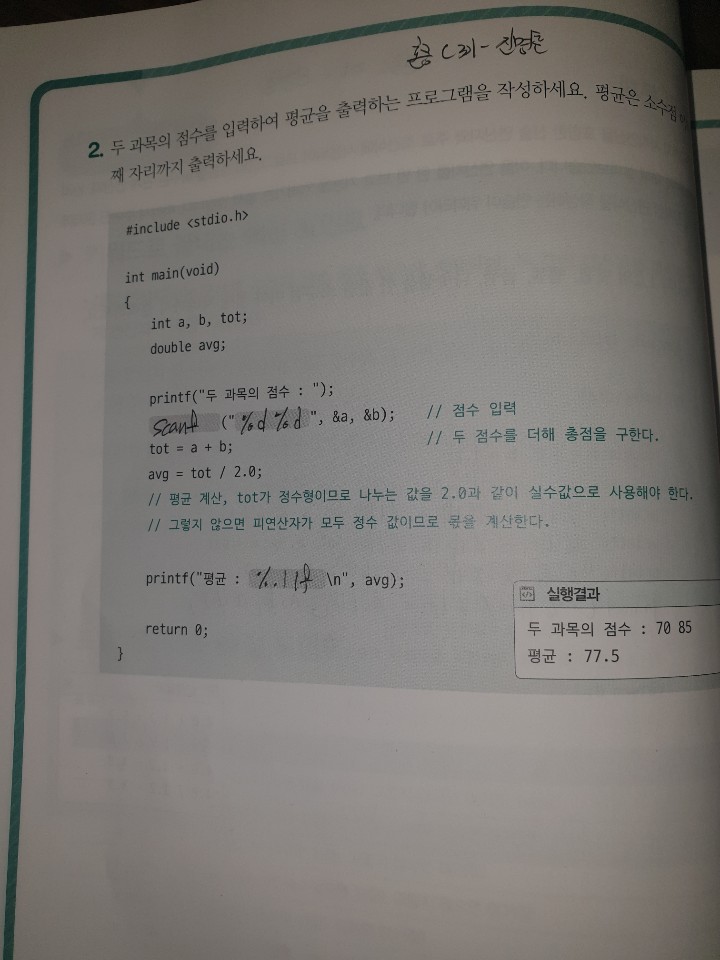 혼공 C 3기 - 진명훈
2. 두 과목의 점수를 입력하여 평균을 출력하는 프로그램을 작성하세요. 평균은 소수점
째 자리까지 출력하세요.
#include <stdio.h>
int main(void)
{
int a, b, tot;
double avg;
printf("두 과목의 점수 : ");
scanf ("%d %d", &a, &b); // 점수 입력
tot = a + b; // 두 점수를 더해 총점을 구한다.
avg = tot / 2.0;
// 평균 계산, tot가 정수형이므로 나누는 값을 2.0과 같이 실수값으로 사용해야 한다.
// 그렇지 않으면 피연산자가 모두 정수 값이므로 몫을 계산한다.
printf("평균 : %.1lf \n", avg);
return 0;
}
실행결과
두 과목의 점수 : 70 85
평균 : 77.5